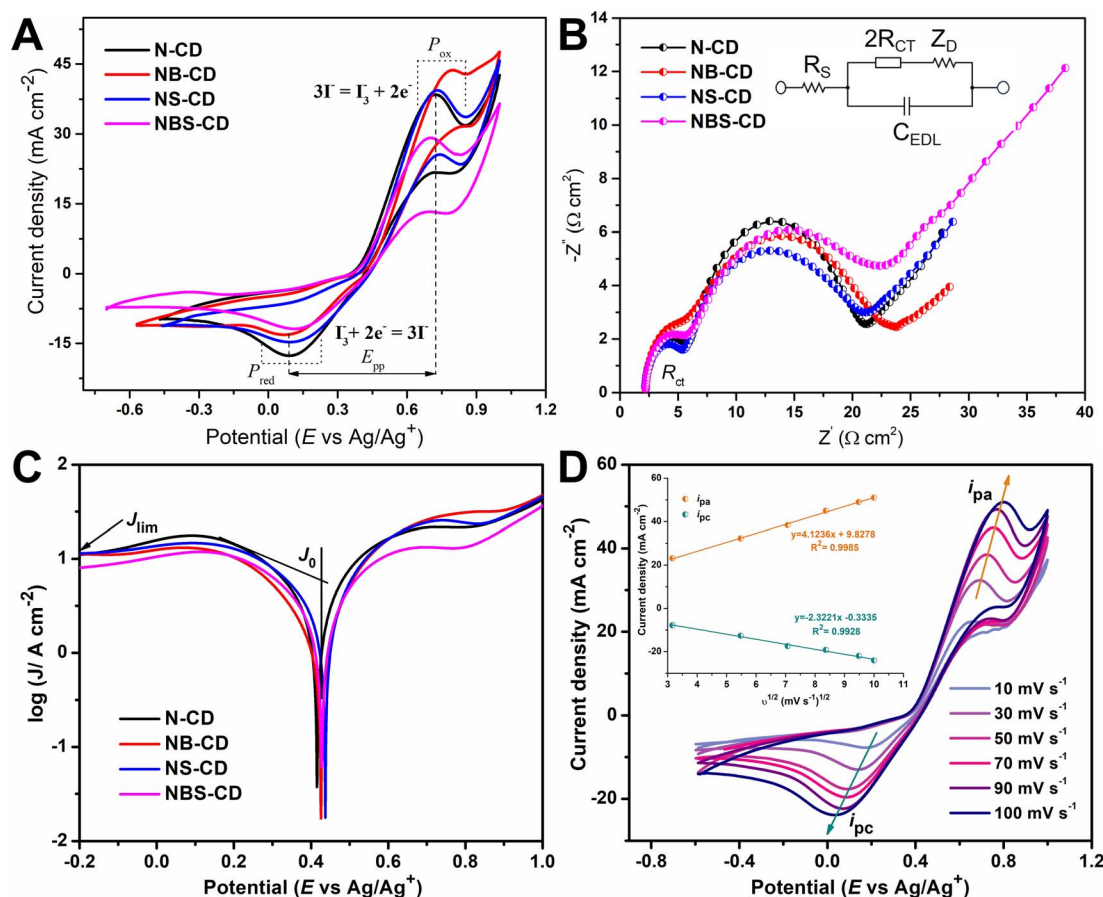 A
N-CD
NB-CD
NS-CD
NBS-CD
P_ox
3I⁻ = I⁻₃ + 2e⁻
I⁻₃ + 2e⁻ = 3I⁻
P_red
E_pp
Current density (mA cm⁻²)
45
30
15
0
-15
-0.6 -0.3 0.0 0.3 0.6 0.9 1.2
Potential (E vs Ag/Ag⁺)
B
N-CD
NB-CD
NS-CD
NBS-CD
R_S
2R_CT
Z_D
C_EDL
R_ct
-Z'' (Ω cm²)
14
12
10
8
6
4
2
0
0 5 10 15 20 25 30 35 40
Z' (Ω cm²)
C
J_lim
J₀
N-CD
NB-CD
NS-CD
NBS-CD
log (J/ A cm⁻²)
2
1
0
-1
-2
-0.2 0.0 0.2 0.4 0.6 0.8 1.0
Potential (E vs Ag/Ag⁺)
D
i_pa
i_pc
y=4.1236x + 9.8278
R²= 0.9985
y=-2.3221x -0.3335
R²= 0.9928
Current density (mA cm⁻²)
60
40
20
0
-20
3 4 5 6 7 8 9 10 11
υ^1/2 (mV s⁻¹)^1/2
i_pa
i_pc
10 mV s⁻¹
30 mV s⁻¹
50 mV s⁻¹
70 mV s⁻¹
90 mV s⁻¹
100 mV s⁻¹
Current density (mA cm⁻²)
60
40
20
0
-20
-0.8 -0.4 0.0 0.4 0.8 1.2
Potential (E vs Ag/Ag⁺)